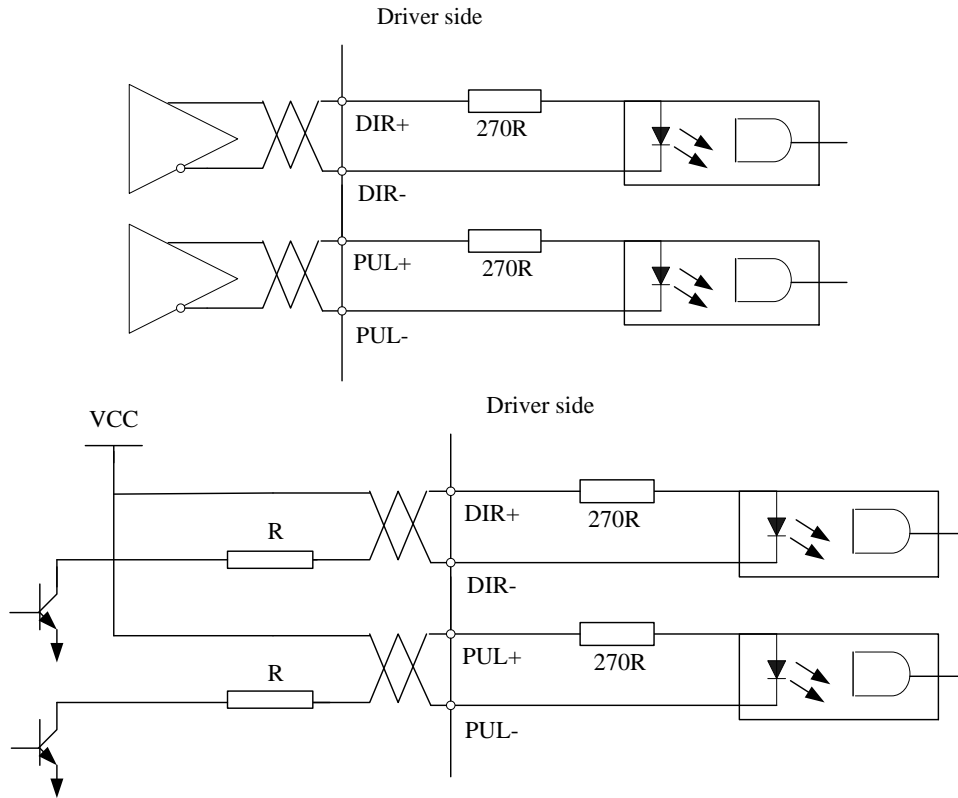 Driver side
DIR+
270R
DIR-
PUL+
270R
PUL-
Driver side
VCC
DIR+
270R
R
DIR-
PUL+
270R
R
PUL-